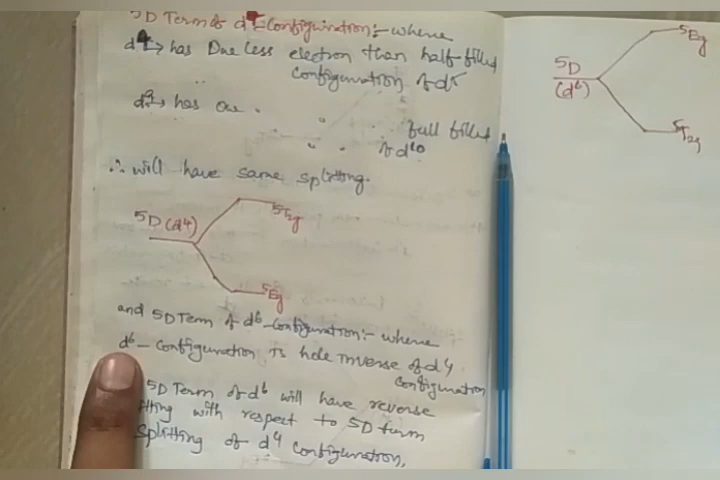 5D Term of d4-Configuration:- where
d4→ has One less electron than half-filled
Configuration of d5
d9→ has one " " full filled
" " of d10
∴ will have same splitting.
5D (d4)
5T2g
5Eg
and 5D Term of d6-Configuration:- where
d6- Configuration is hole inverse of d4
Configuration
5D Term of d6 will have reverse
itting with respect to 5D term
splitting of d4 Configuration,
5D
(d6)
5Eg
5T2g